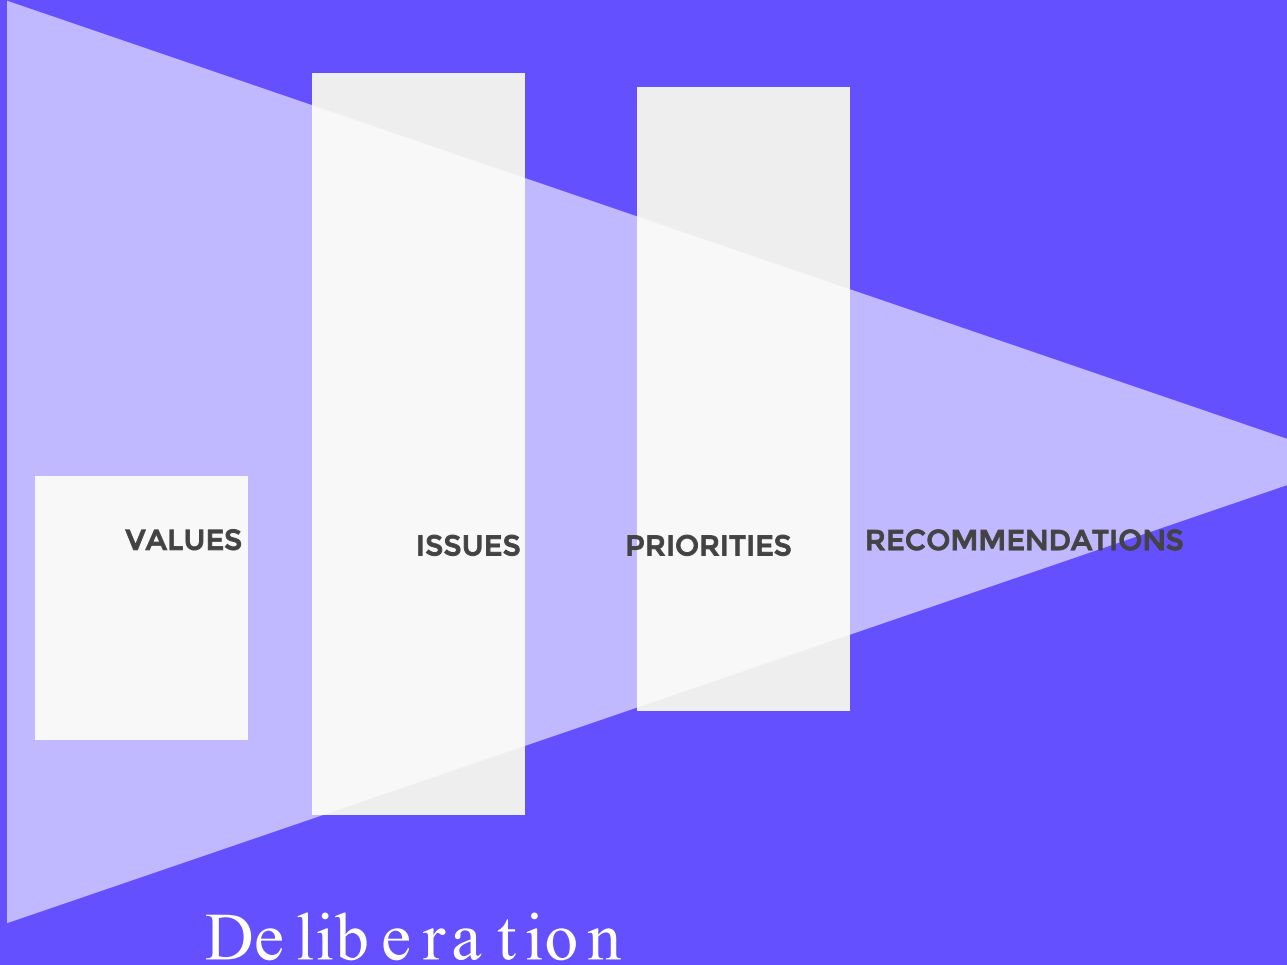 VALUES
ISSUES
PRIORITIES
RECOMMENDATIONS
Deliberation